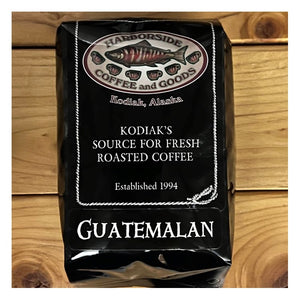 HARBORSIDE
COFFEE and GOODS
Kodiak, Alaska
KODIAK'S
SOURCE FOR FRESH
ROASTED COFFEE
Established 1994
GUATEMALAN